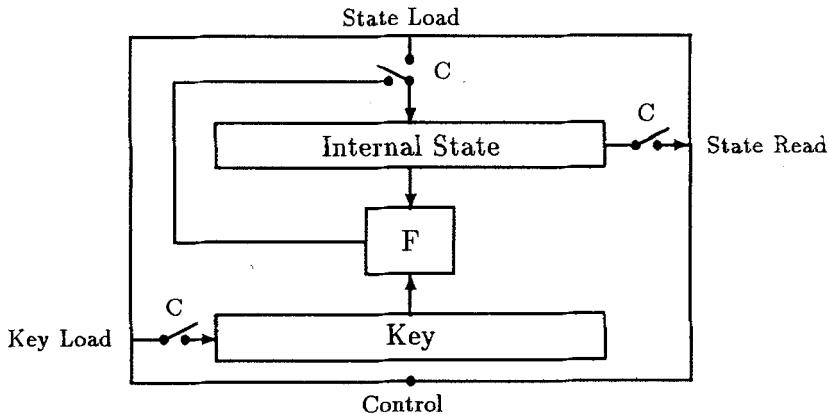 State Load
C
C
Internal State
State Read
F
C
Key Load
Key
Control